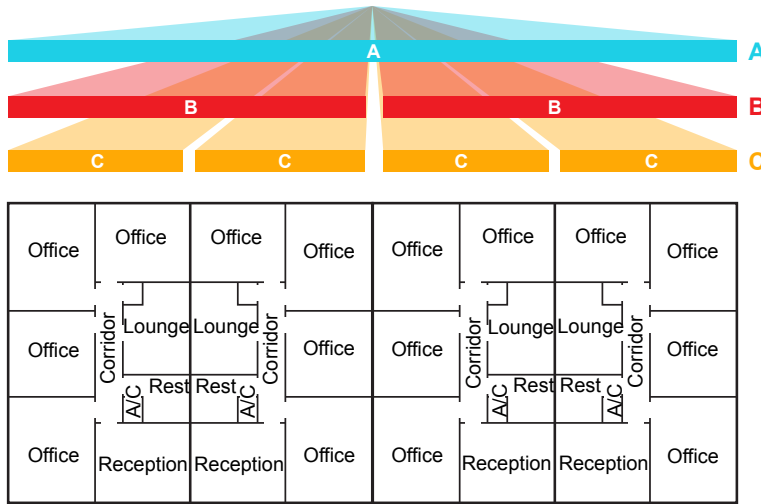 A A
B B B
C C C C C
Office Office Office Office Office Office Office Office
Corridor Lounge Lounge Corridor Corridor Lounge Lounge Corridor
Office Office Office Office
Rest Rest Rest Rest
A/C A/C A/C A/C
Office Reception Reception Office Office Reception Reception Office